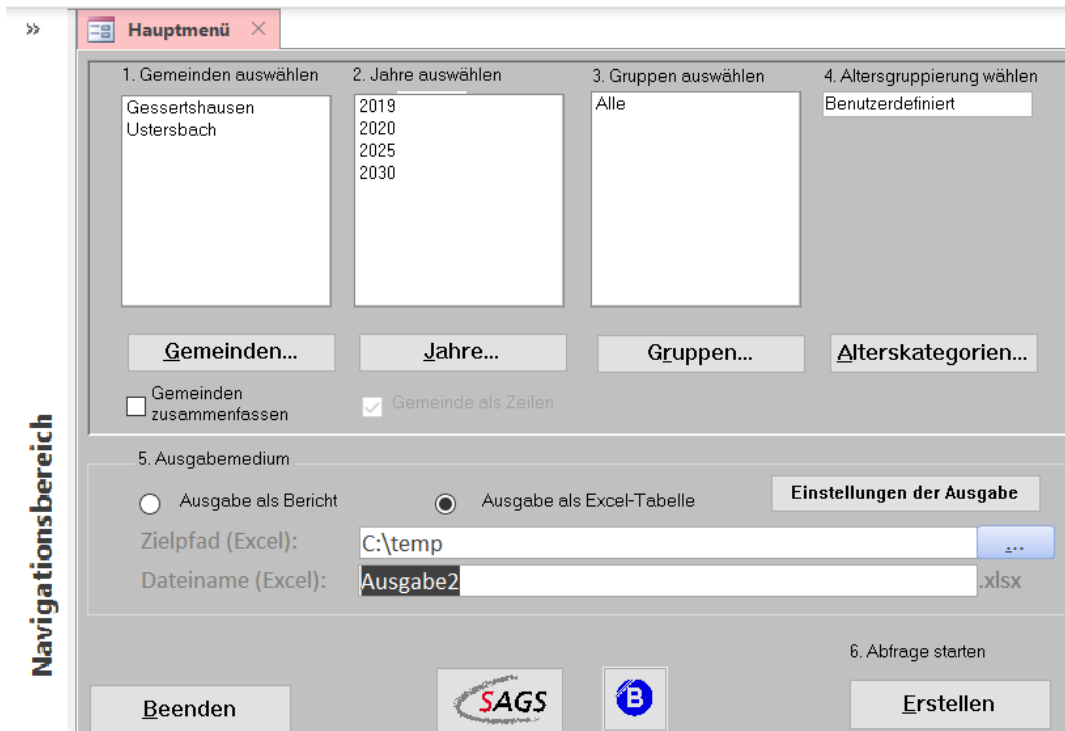 »
Hauptmenü
1. Gemeinden auswählen
2. Jahre auswählen
3. Gruppen auswählen
4. Altersgruppierung wählen
Gessertshausen
Ustersbach
2019
2020
2025
2030
Alle
Benutzerdefiniert
Gemeinden...
Jahre...
Gruppen...
Alterskategorien...
Gemeinden
zusammenfassen
Gemeinde als Zeilen
Navigationsbereich
5. Ausgabemedium
Ausgabe als Bericht
Ausgabe als Excel-Tabelle
Einstellungen der Ausgabe
Zielpfad (Excel):
C:\temp
...
Dateiname (Excel):
Ausgabe2
.xlsx
6. Abfrage starten
Beenden
SAGS
B
Erstellen